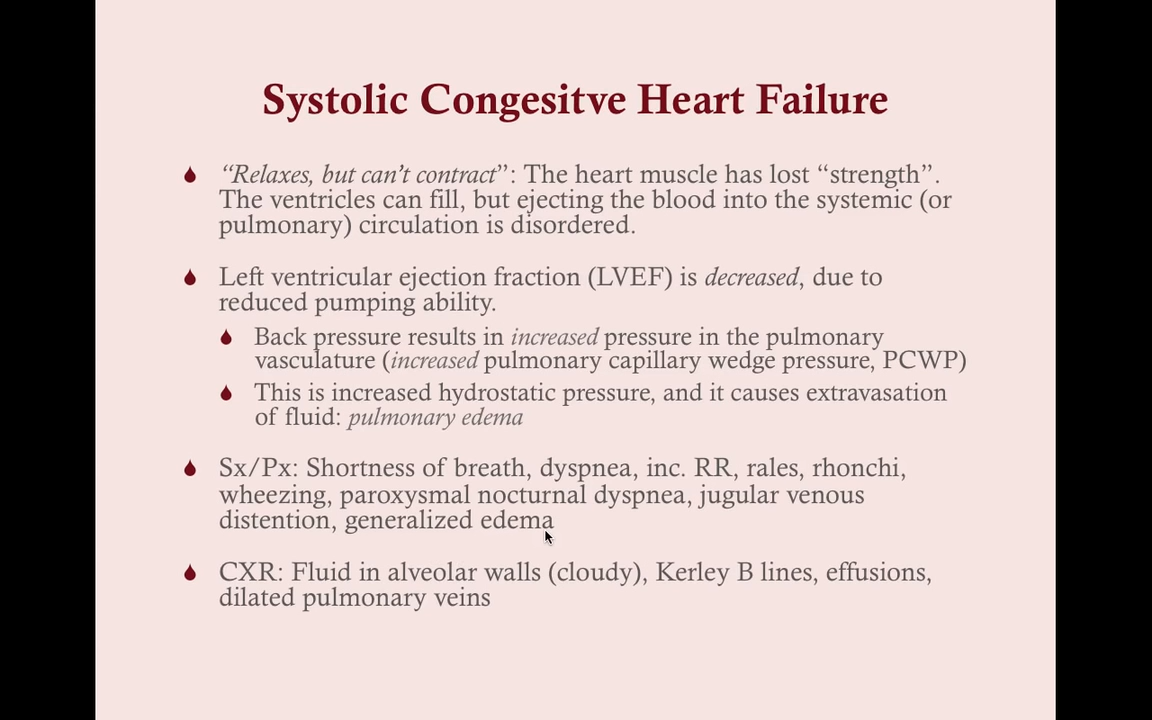 Systolic Congesitve Heart Failure
“Relaxes, but can’t contract”: The heart muscle has lost “strength”.
The ventricles can fill, but ejecting the blood into the systemic (or
pulmonary) circulation is disordered.
Left ventricular ejection fraction (LVEF) is decreased, due to
reduced pumping ability.
Back pressure results in increased pressure in the pulmonary
vasculature (increased pulmonary capillary wedge pressure, PCWP)
This is increased hydrostatic pressure, and it causes extravasation
of fluid: pulmonary edema
Sx/Px: Shortness of breath, dyspnea, inc. RR, rales, rhonchi,
wheezing, paroxysmal nocturnal dyspnea, jugular venous
distention, generalized edema
CXR: Fluid in alveolar walls (cloudy), Kerley B lines, effusions,
dilated pulmonary veins